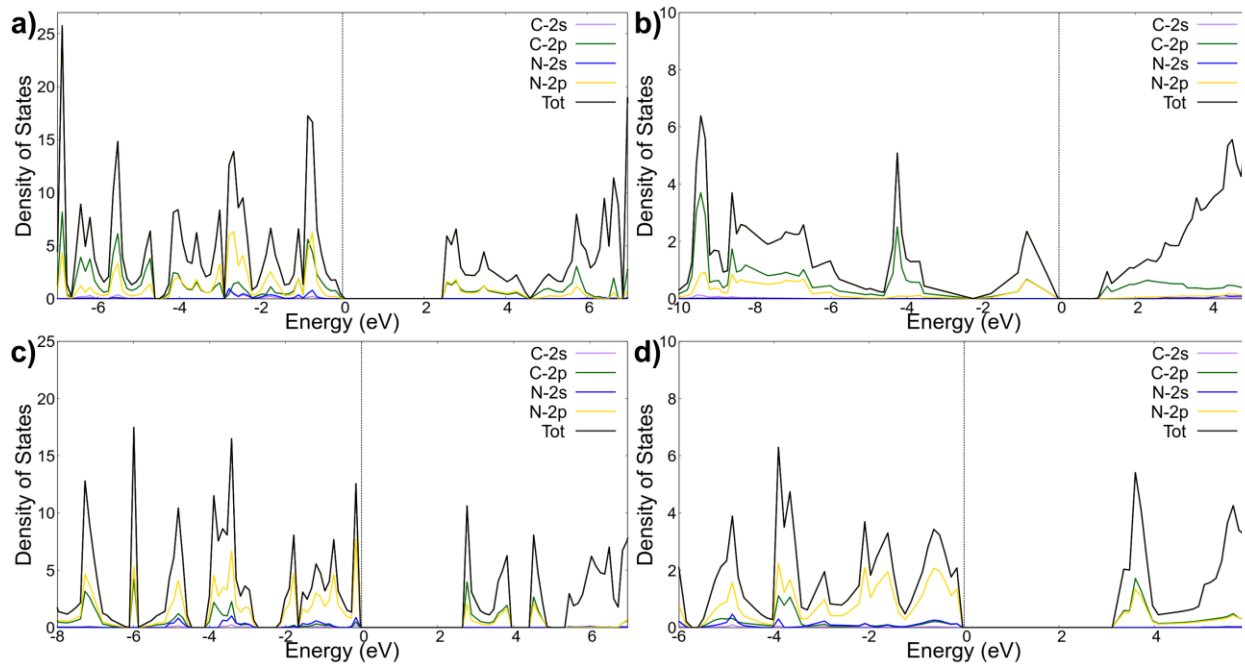 a)
25
20
15
10
5
0
Density of States
C-2s
C-2p
N-2s
N-2p
Tot
-6 -4 -2 0 2 4 6
Energy (eV)
b)
10
8
6
4
2
0
Density of States
C-2s
C-2p
N-2s
N-2p
Tot
-10 -8 -6 -4 -2 0 2 4
Energy (eV)
c)
25
20
15
10
5
0
Density of States
C-2s
C-2p
N-2s
N-2p
Tot
-8 -6 -4 -2 0 2 4 6
Energy (eV)
d)
10
8
6
4
2
0
Density of States
C-2s
C-2p
N-2s
N-2p
Tot
-6 -4 -2 0 2 4
Energy (eV)